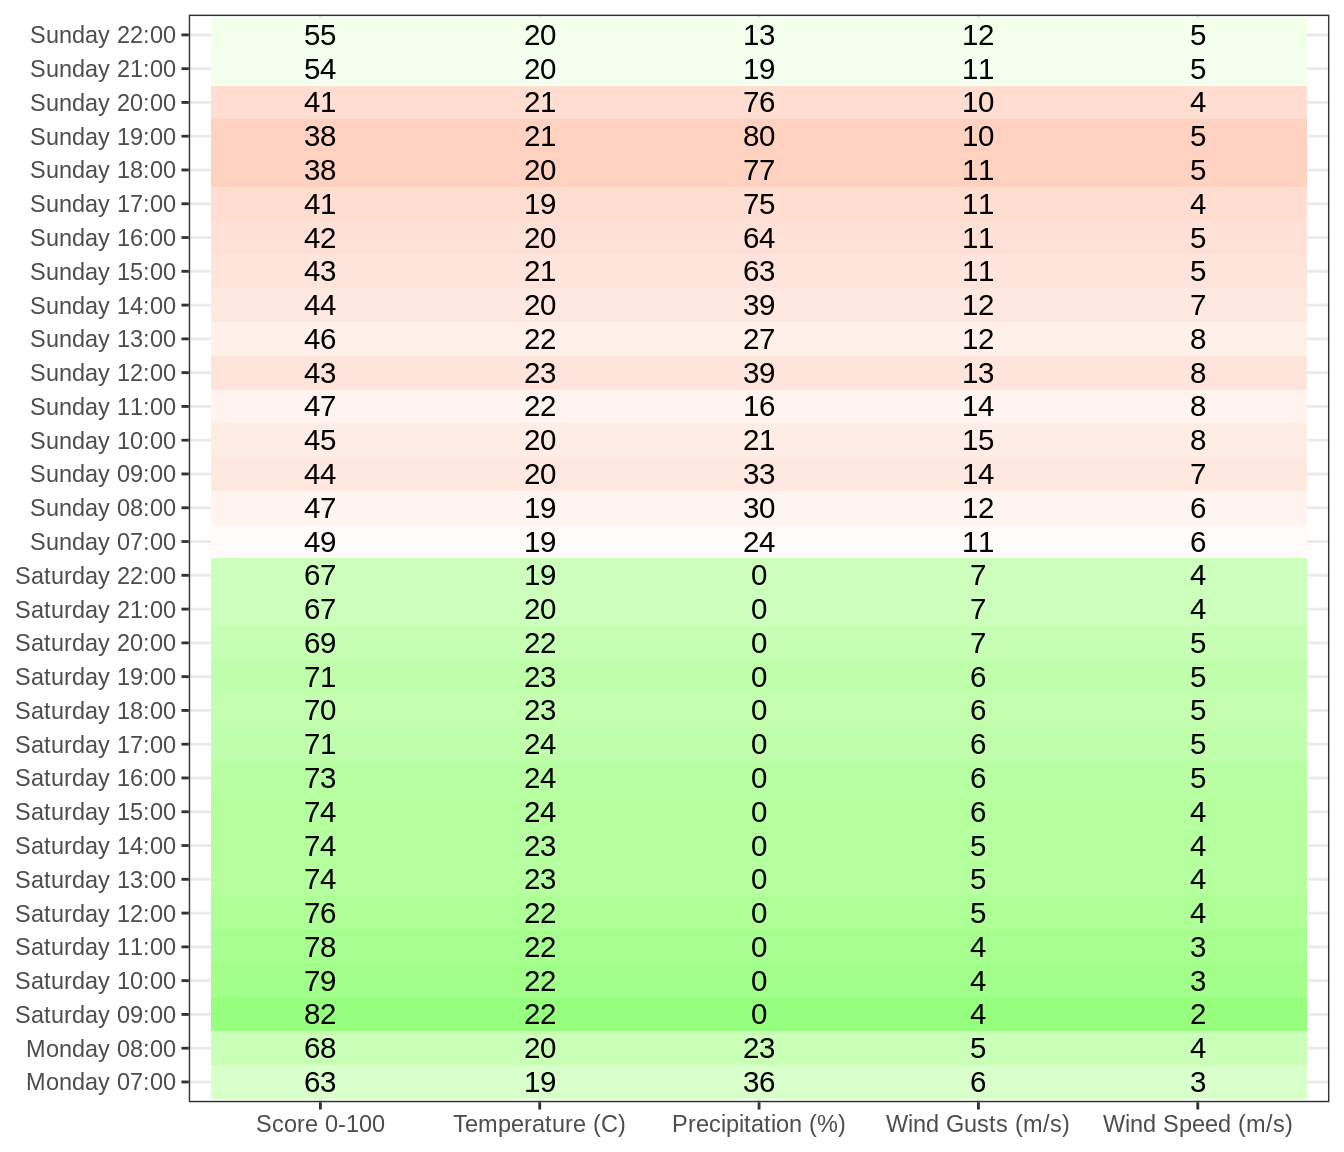 Sunday 22:00 55 20 13 12 5
Sunday 21:00 54 20 19 11 5
Sunday 20:00 41 21 76 10 4
Sunday 19:00 38 21 80 10 5
Sunday 18:00 38 20 77 11 5
Sunday 17:00 41 19 75 11 4
Sunday 16:00 42 20 64 11 5
Sunday 15:00 43 21 63 11 5
Sunday 14:00 44 20 39 12 7
Sunday 13:00 46 22 27 12 8
Sunday 12:00 43 23 39 13 8
Sunday 11:00 47 22 16 14 8
Sunday 10:00 45 20 21 15 8
Sunday 09:00 44 20 33 14 7
Sunday 08:00 47 19 30 12 6
Sunday 07:00 49 19 24 11 6
Saturday 22:00 67 19 0 7 4
Saturday 21:00 67 20 0 7 4
Saturday 20:00 69 22 0 7 5
Saturday 19:00 71 23 0 6 5
Saturday 18:00 70 23 0 6 5
Saturday 17:00 71 24 0 6 5
Saturday 16:00 73 24 0 6 5
Saturday 15:00 74 24 0 6 4
Saturday 14:00 74 23 0 5 4
Saturday 13:00 74 23 0 5 4
Saturday 12:00 76 22 0 5 4
Saturday 11:00 78 22 0 4 3
Saturday 10:00 79 22 0 4 3
Saturday 09:00 82 22 0 4 2
Monday 08:00 68 20 23 5 4
Monday 07:00 63 19 36 6 3
Score 0-100 Temperature (C) Precipitation (%) Wind Gusts (m/s) Wind Speed (m/s)